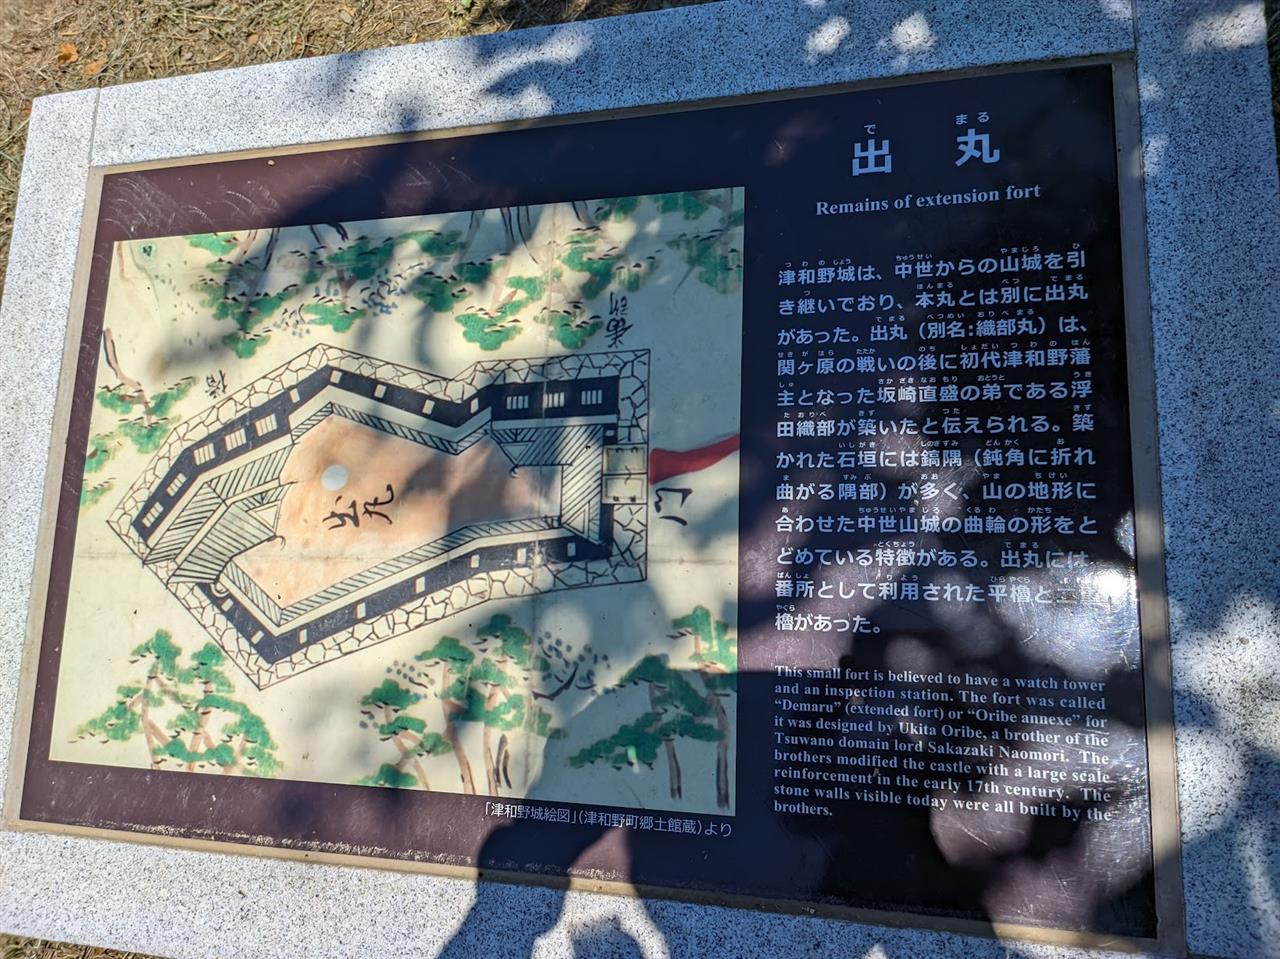 出丸
Remains of extension fort
津和野城は、中世からの山城を引
き継いでおり、本丸とは別に出丸
があった。出丸（別名：織部丸）は、
関ヶ原の戦いの後に初代津和野藩
主となった坂崎直盛の弟である浮
田織部が築いたと伝えられる。築
かれた石垣には鎬隅（鈍角に折れ
曲がる隅部）が多く、山の地形に
合わせた中世山城の曲輪の形をと
どめている特徴がある。出丸には、
番所として利用された平櫓と
櫓があった。
This small fort is believed to have a watch tower
and an inspection station. The fort was called
“Demaru” (extended fort) or “Oribe annexe” for
it was designed by Ukita Oribe, a brother of the
Tsuwano domain lord Sakazaki Naomori. The
brothers modified the castle with a large scale
reinforcement in the early 17th century. The
stone walls visible today were all built by the
brothers.
番所
櫓
出丸
門
「津和野城絵図」（津和野町郷土館蔵）より